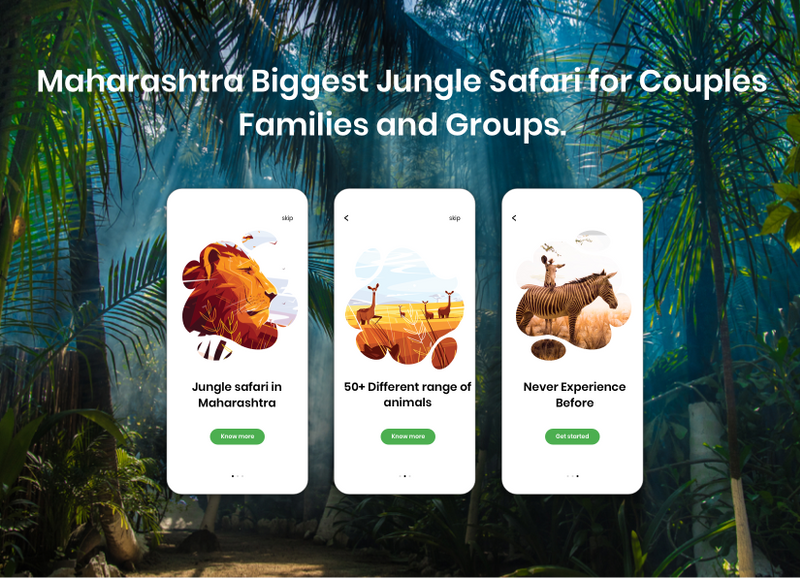 Maharashtra Biggest Jungle Safari for Couples
Families and Groups.
skip
Jungle safari in
Maharashtra
Know more
skip
50+ Different range of
animals
Know more
Never Experience
Before
Get started